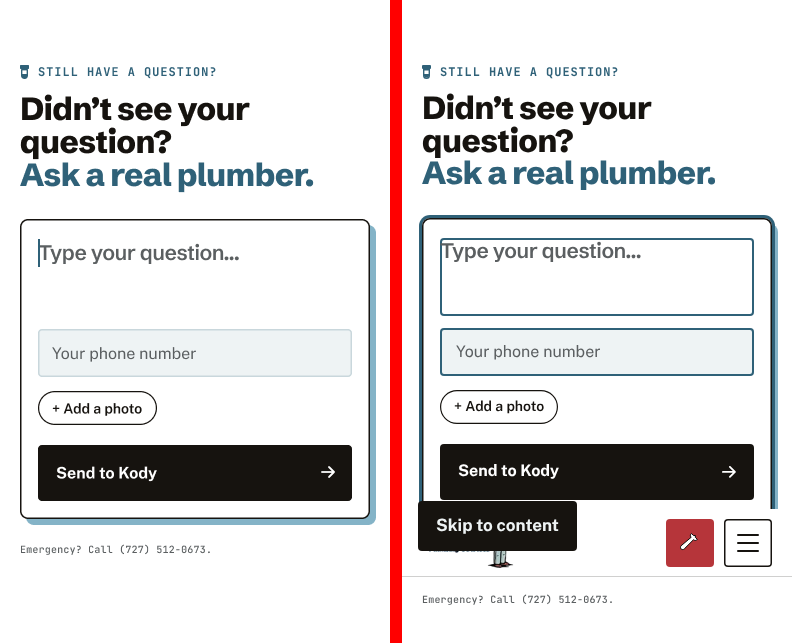 STILL HAVE A QUESTION?
Didn’t see your
question?
Ask a real plumber.
Type your question...
Your phone number
+ Add a photo
Send to Kody
Emergency? Call (727) 512-0673.
STILL HAVE A QUESTION?
Didn’t see your
question?
Ask a real plumber.
Type your question...
Your phone number
+ Add a photo
Send to Kody
Skip to content
Emergency? Call (727) 512-0673.